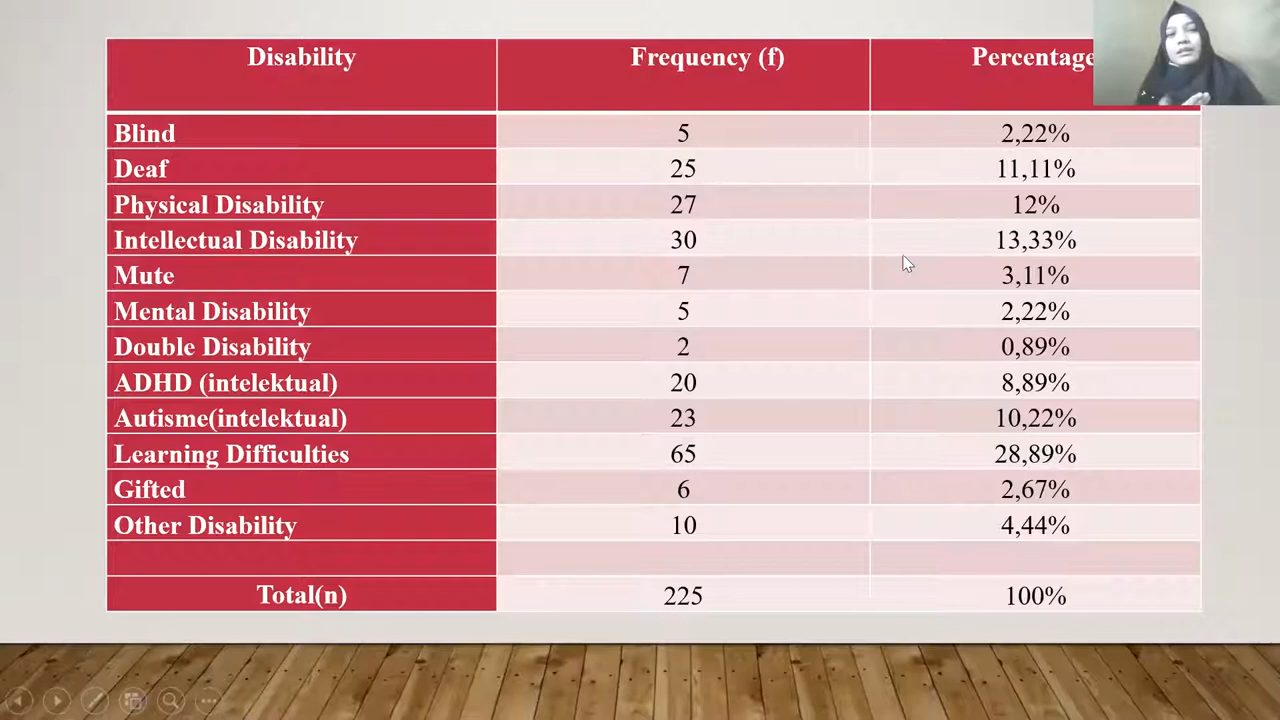 Disability Frequency (f) Percentage
Blind 5 2,22%
Deaf 25 11,11%
Physical Disability 27 12%
Intellectual Disability 30 13,33%
Mute 7 3,11%
Mental Disability 5 2,22%
Double Disability 2 0,89%
ADHD (intelektual) 20 8,89%
Autisme(intelektual) 23 10,22%
Learning Difficulties 65 28,89%
Gifted 6 2,67%
Other Disability 10 4,44%
Total(n) 225 100%